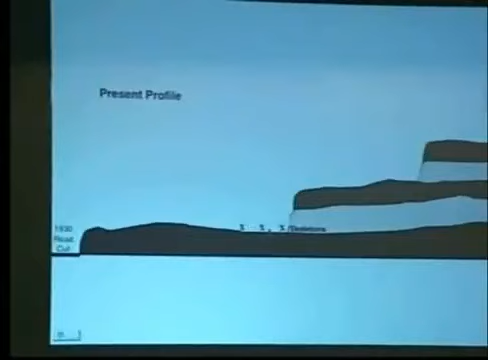 Present Profile
1930
Road
Cut
X X X /Skeletons